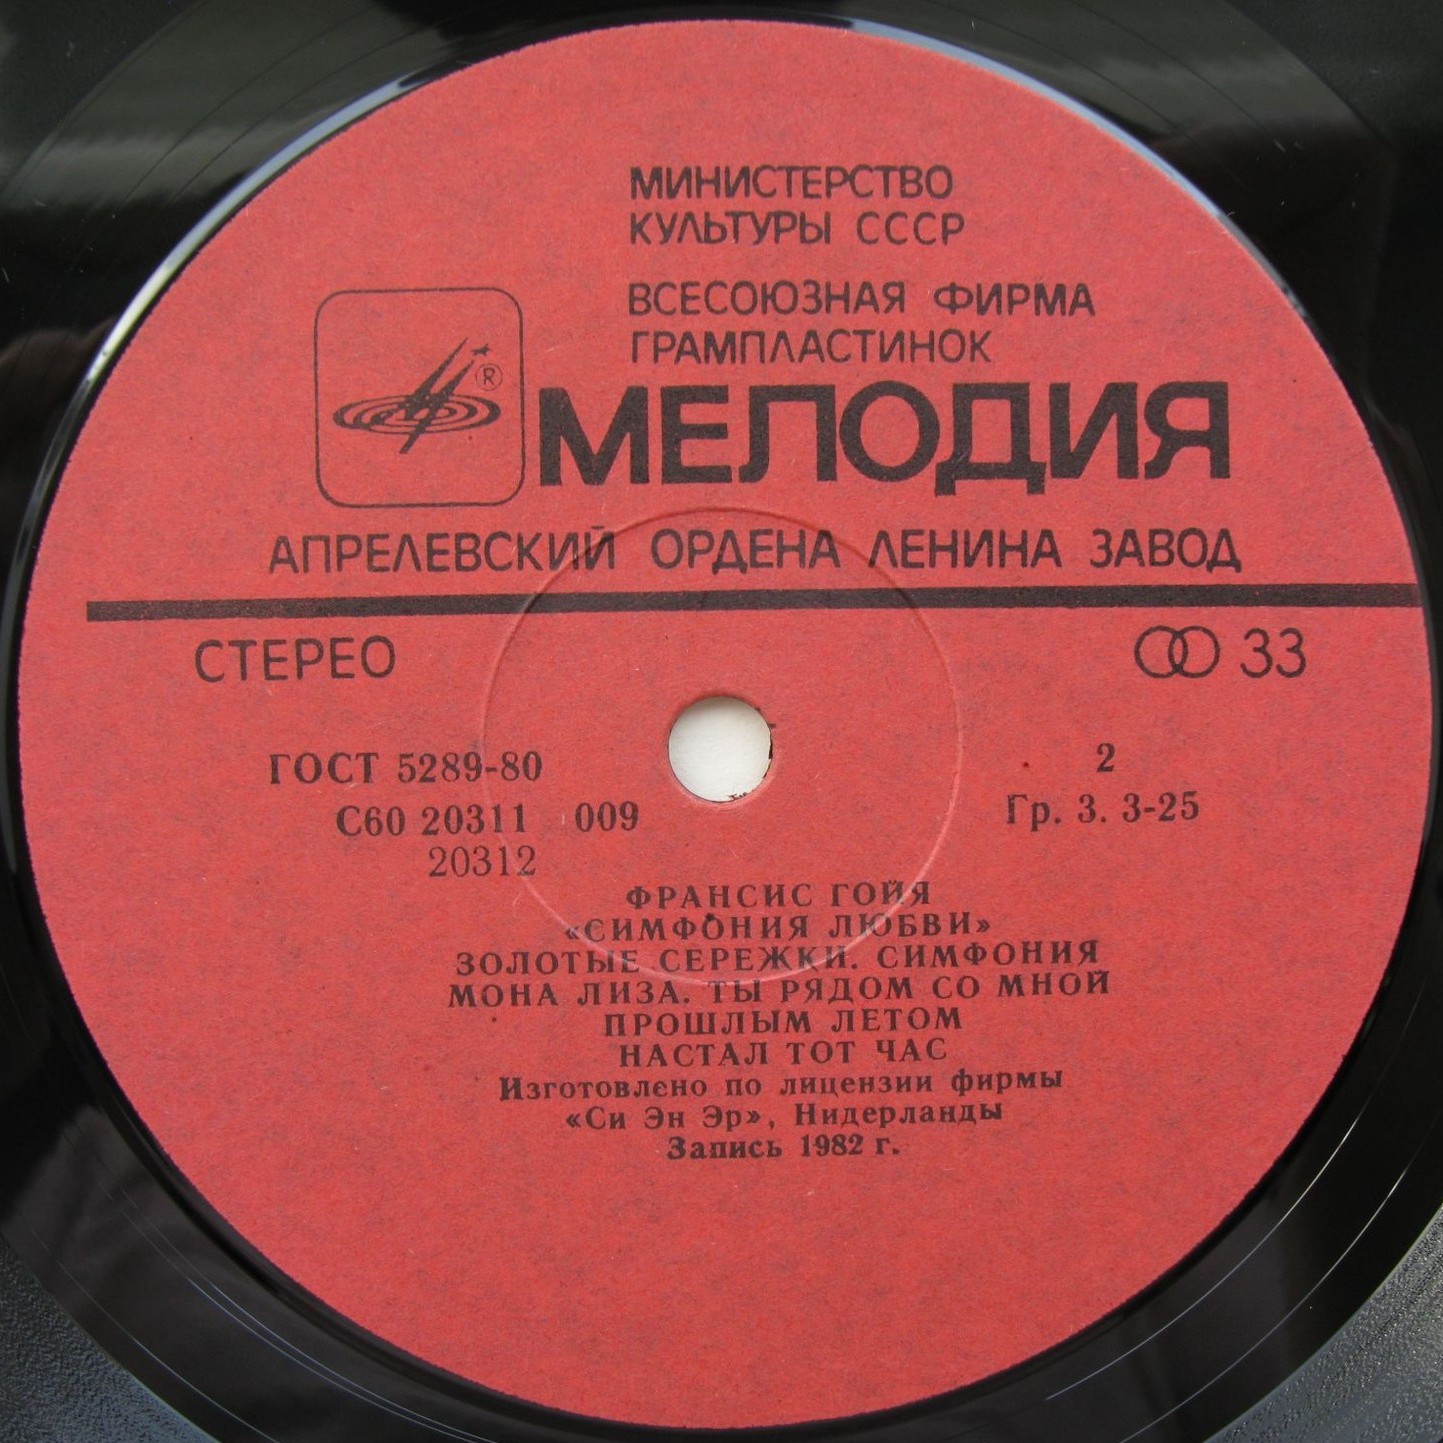 МИНИСТЕРСТВО
КУЛЬТУРЫ СССР
ВСЕСОЮЗНАЯ ФИРМА
ГРАМПЛАСТИНОК
®
МЕЛОДИЯ
АПРЕЛЕВСКИЙ ОРДЕНА ЛЕНИНА ЗАВОД
СТЕРЕО
33
ГОСТ 5289-80
2
С60 20311 009
Гр. 3. 3-25
20312
ФРАНСИС ГОЙЯ
«СИМФОНИЯ ЛЮБВИ»
ЗОЛОТЫЕ СЕРЕЖКИ. СИМФОНИЯ
МОНА ЛИЗА. ТЫ РЯДОМ СО МНОЙ
ПРОШЛЫМ ЛЕТОМ
НАСТАЛ ТОТ ЧАС
Изготовлено по лицензии фирмы
«Си Эн Эр», Нидерланды
Запись 1982 г.